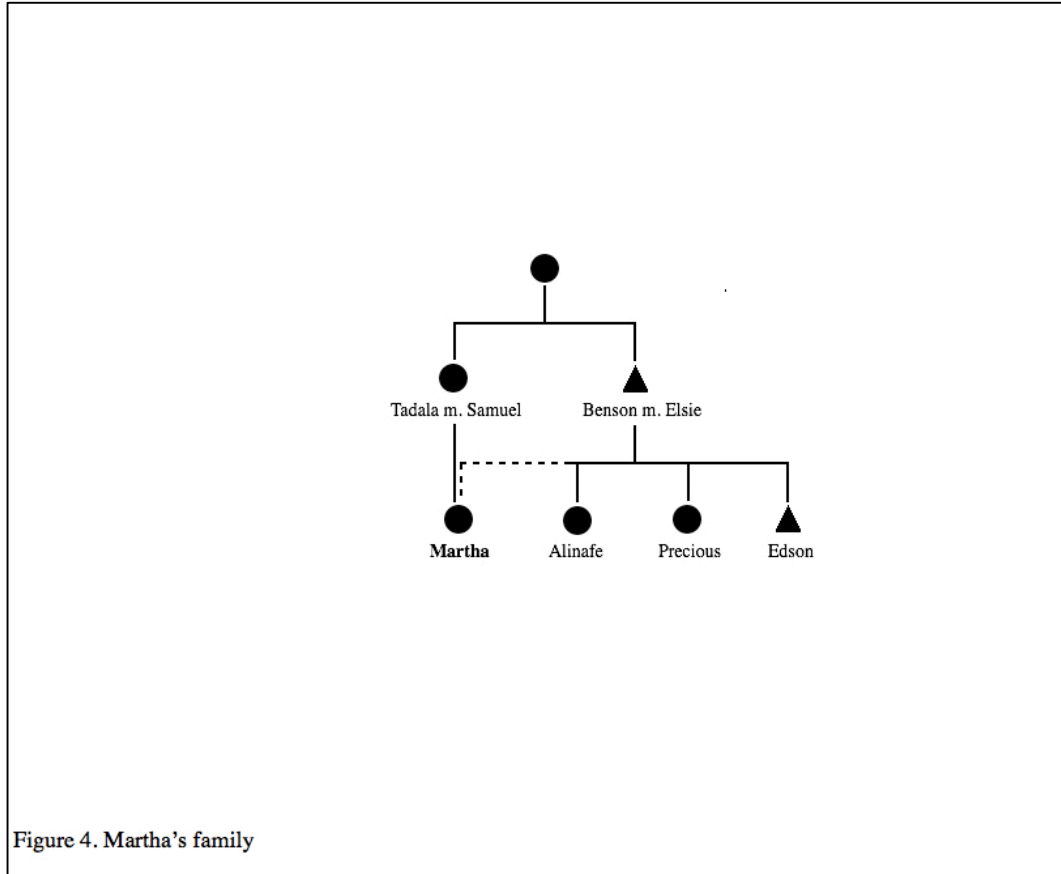 Tadala m. Samuel
Benson m. Elsie
Martha
Alinafe
Precious
Edson
Figure 4. Martha’s family